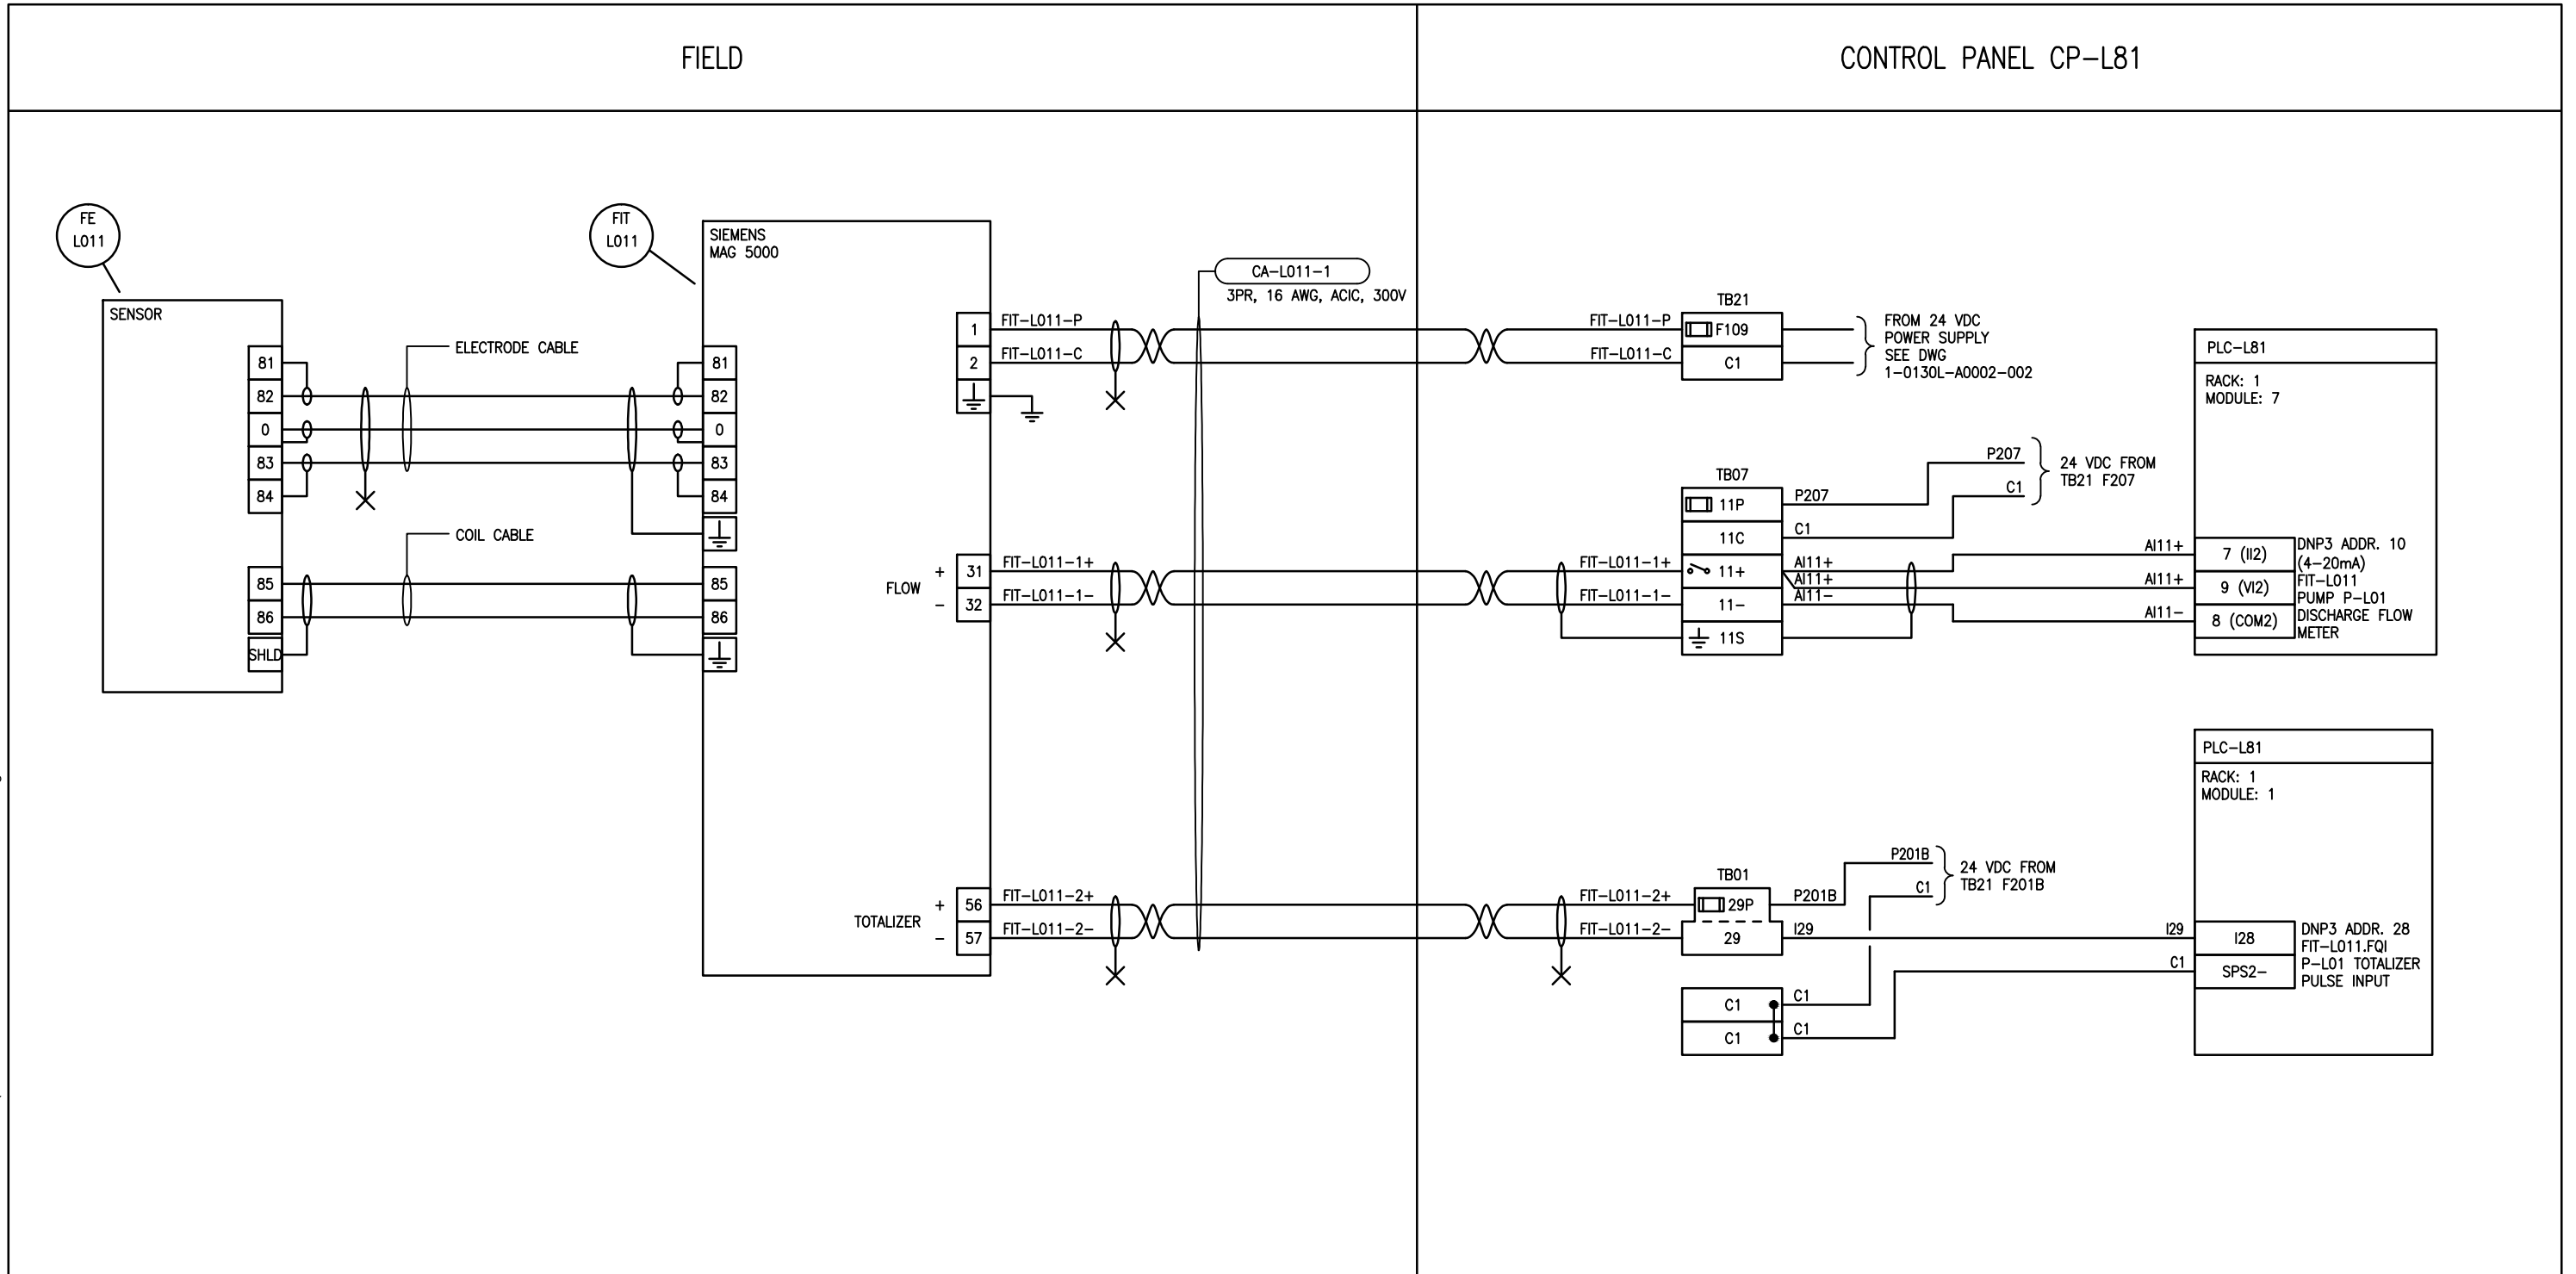 FIELD
CONTROL PANEL CP-L81
FE
L011
SENSOR
81
82
0
83
84
85
86
SHLD
ELECTRODE CABLE
COIL CABLE
FIT
L011
SIEMENS
MAG 5000
81
82
0
83
84
85
86
1
2
FLOW
+
-
31
32
TOTALIZER
+
-
56
57
FIT-L011-P
FIT-L011-C
FIT-L011-1+
FIT-L011-1-
FIT-L011-2+
FIT-L011-2-
CA-L011-1
3PR, 16 AWG, ACIC, 300V
FIT-L011-P
FIT-L011-C
TB21
F109
C1
FROM 24 VDC
POWER SUPPLY
SEE DWG
1-0130L-A0002-002
FIT-L011-1+
FIT-L011-1-
TB07
11P
11C
11+
11-
11S
P207
C1
AI11+
AI11+
AI11-
P207
C1
24 VDC FROM
TB21 F207
AI11+
AI11+
AI11-
PLC-L81
RACK: 1
MODULE: 7
7 (II2)
9 (VI2)
8 (COM2)
DNP3 ADDR. 10
(4-20mA)
FIT-L011
PUMP P-L01
DISCHARGE FLOW
METER
FIT-L011-2+
FIT-L011-2-
TB01
29P
29
C1
C1
P201B
I29
C1
C1
P201B
C1
24 VDC FROM
TB21 F201B
I29
C1
PLC-L81
RACK: 1
MODULE: 1
I28
SPS2-
DNP3 ADDR. 28
FIT-L011.FQI
P-L01 TOTALIZER
PULSE INPUT